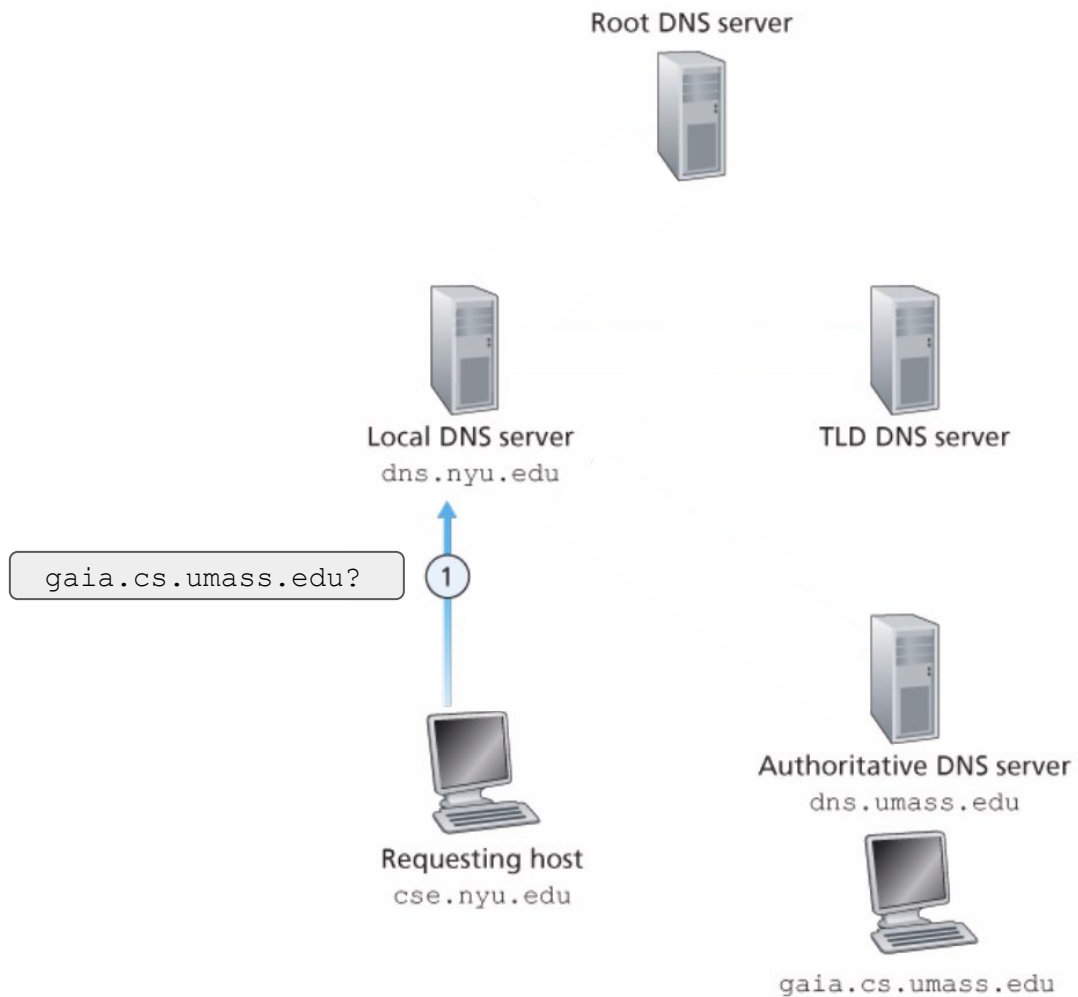 Root DNS server
Local DNS server
dns.nyu.edu
TLD DNS server
gaia.cs.umass.edu?
1
Authoritative DNS server
dns.umass.edu
Requesting host
cse.nyu.edu
gaia.cs.umass.edu